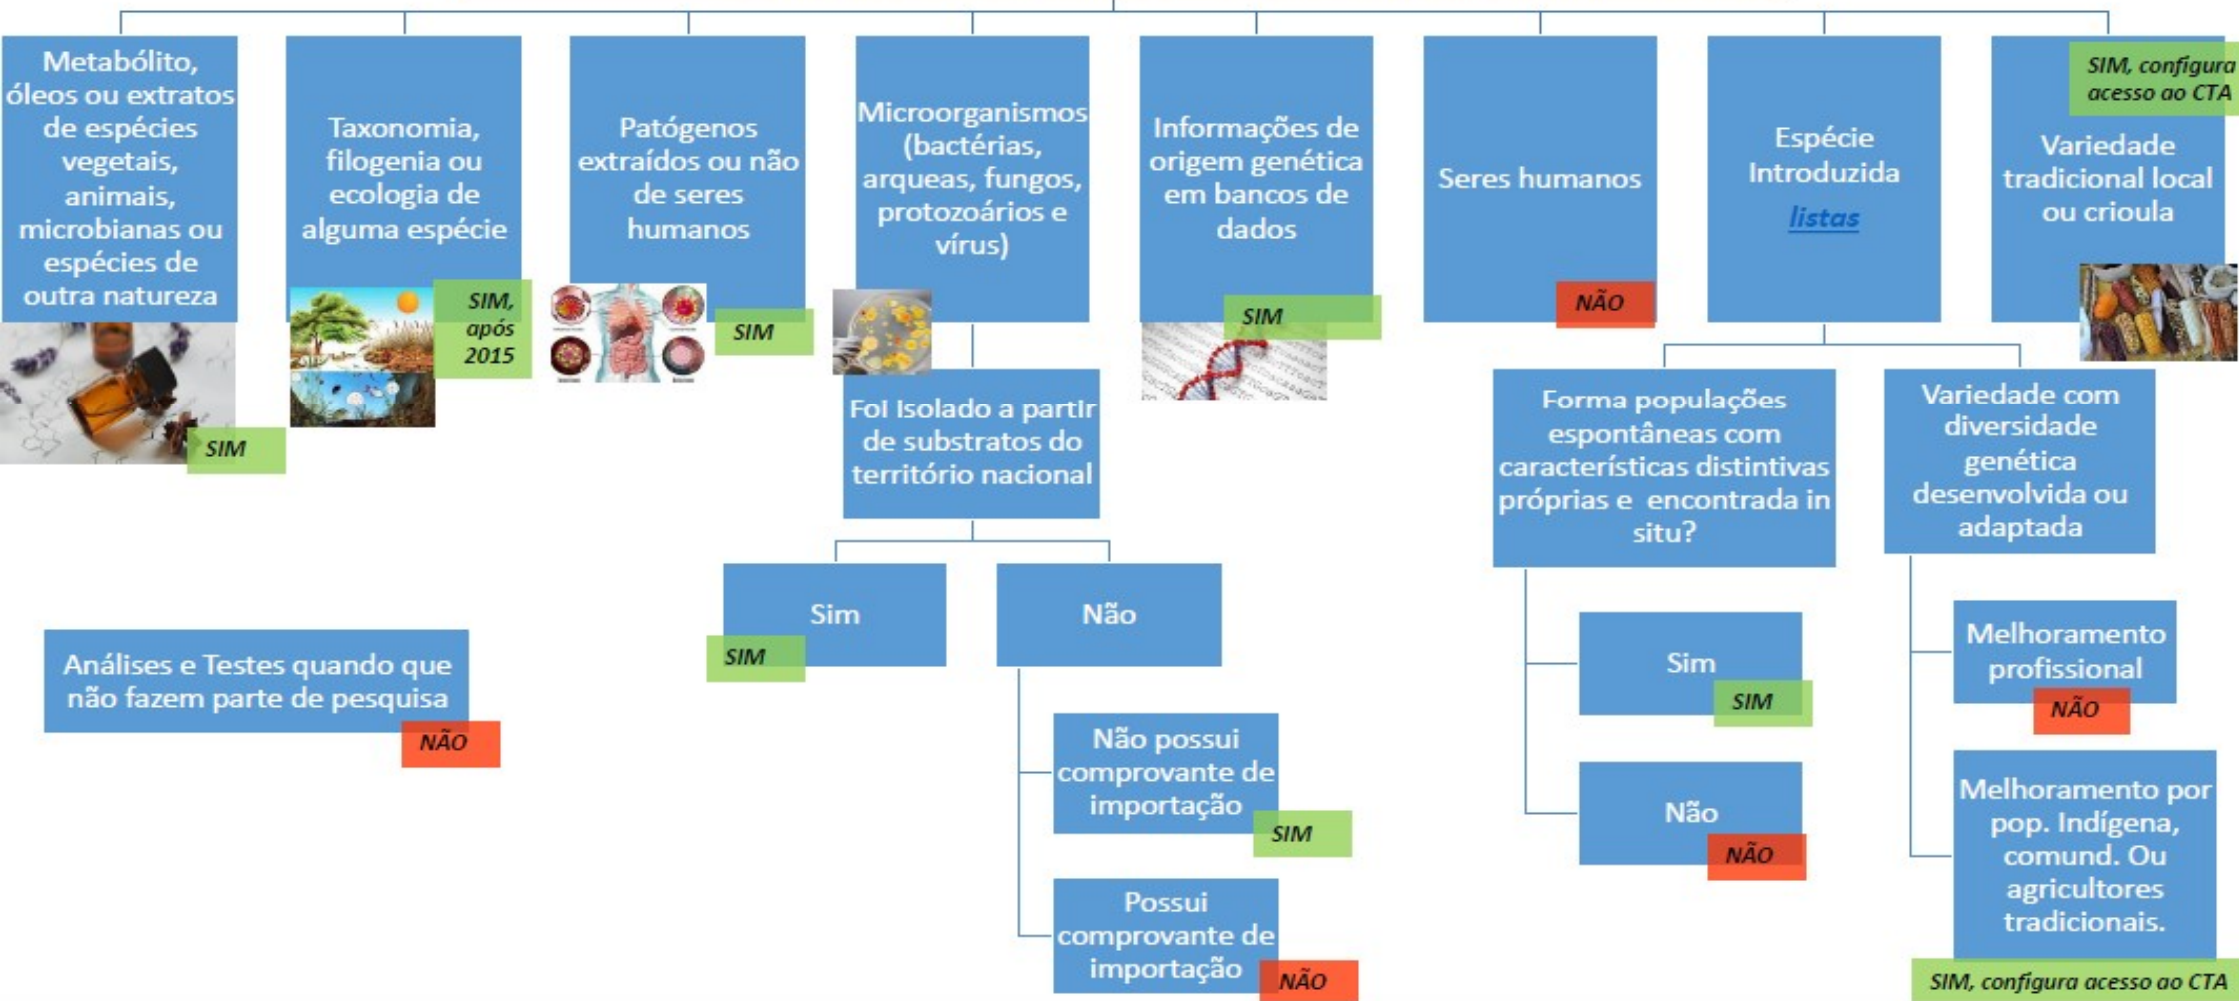 Metabólito,
óleos ou extratos
de espécies
vegetais,
animais,
microbianas ou
espécies de
outra natureza
SIM
Taxonomia,
filogenia ou
ecologia de
alguma espécie
SIM,
após
2015
Patógenos
extraídos ou não
de seres
humanos
SIM
Microorganismos
(bactérias,
arqueas, fungos,
protozoários e
vírus)
Foi Isolado a partir
de substratos do
território nacional
Sim
SIM
Não
Não possui
comprovante de
importação
SIM
Possui
comprovante de
importação
NÃO
Informações de
origem genética
em bancos de
dados
SIM
Seres humanos
NÃO
Espécie
Introduzida
listas
Forma populações
espontâneas com
características distintivas
próprias e encontrada in
situ?
Sim
SIM
Não
NÃO
Variedade com
diversidade
genética
desenvolvida ou
adaptada
Melhoramento
profissional
NÃO
Melhoramento por
pop. Indígena,
comund. Ou
agricultores
tradicionais.
SIM, configura acesso ao CTA
SIM, configura
acesso ao CTA
Variedade
tradicional local
ou crioula
Análises e Testes quando que
não fazem parte de pesquisa
NÃO